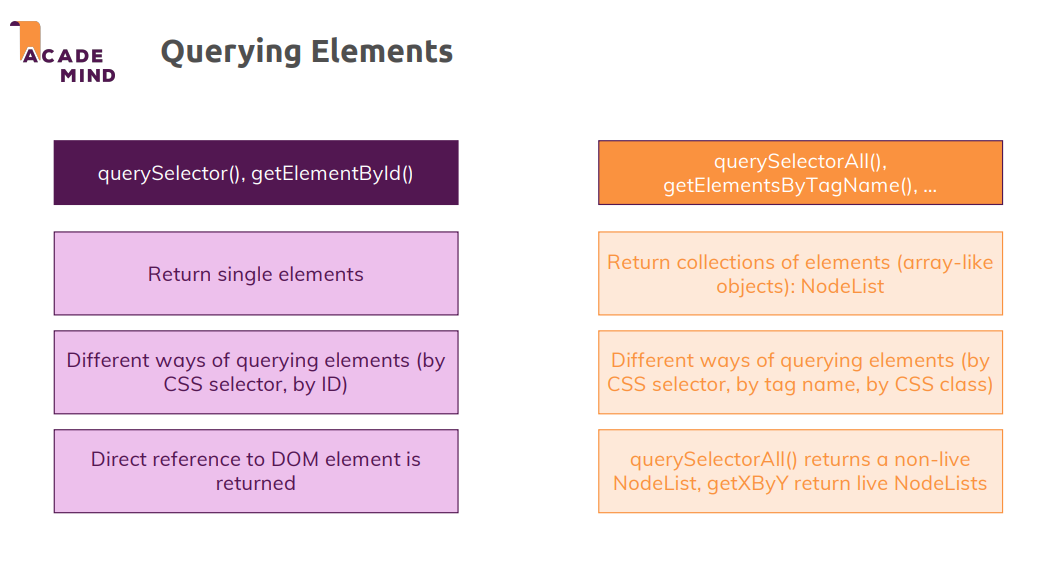 ACADE
MIND
Querying Elements
querySelector(), getElementById()
querySelectorAll(),
getElementsByTagName(), ...
Return single elements
Return collections of elements (array-like
objects): NodeList
Different ways of querying elements (by
CSS selector, by ID)
Different ways of querying elements (by
CSS selector, by tag name, by CSS class)
Direct reference to DOM element is
returned
querySelectorAll() returns a non-live
NodeList, getXByY return live NodeLists